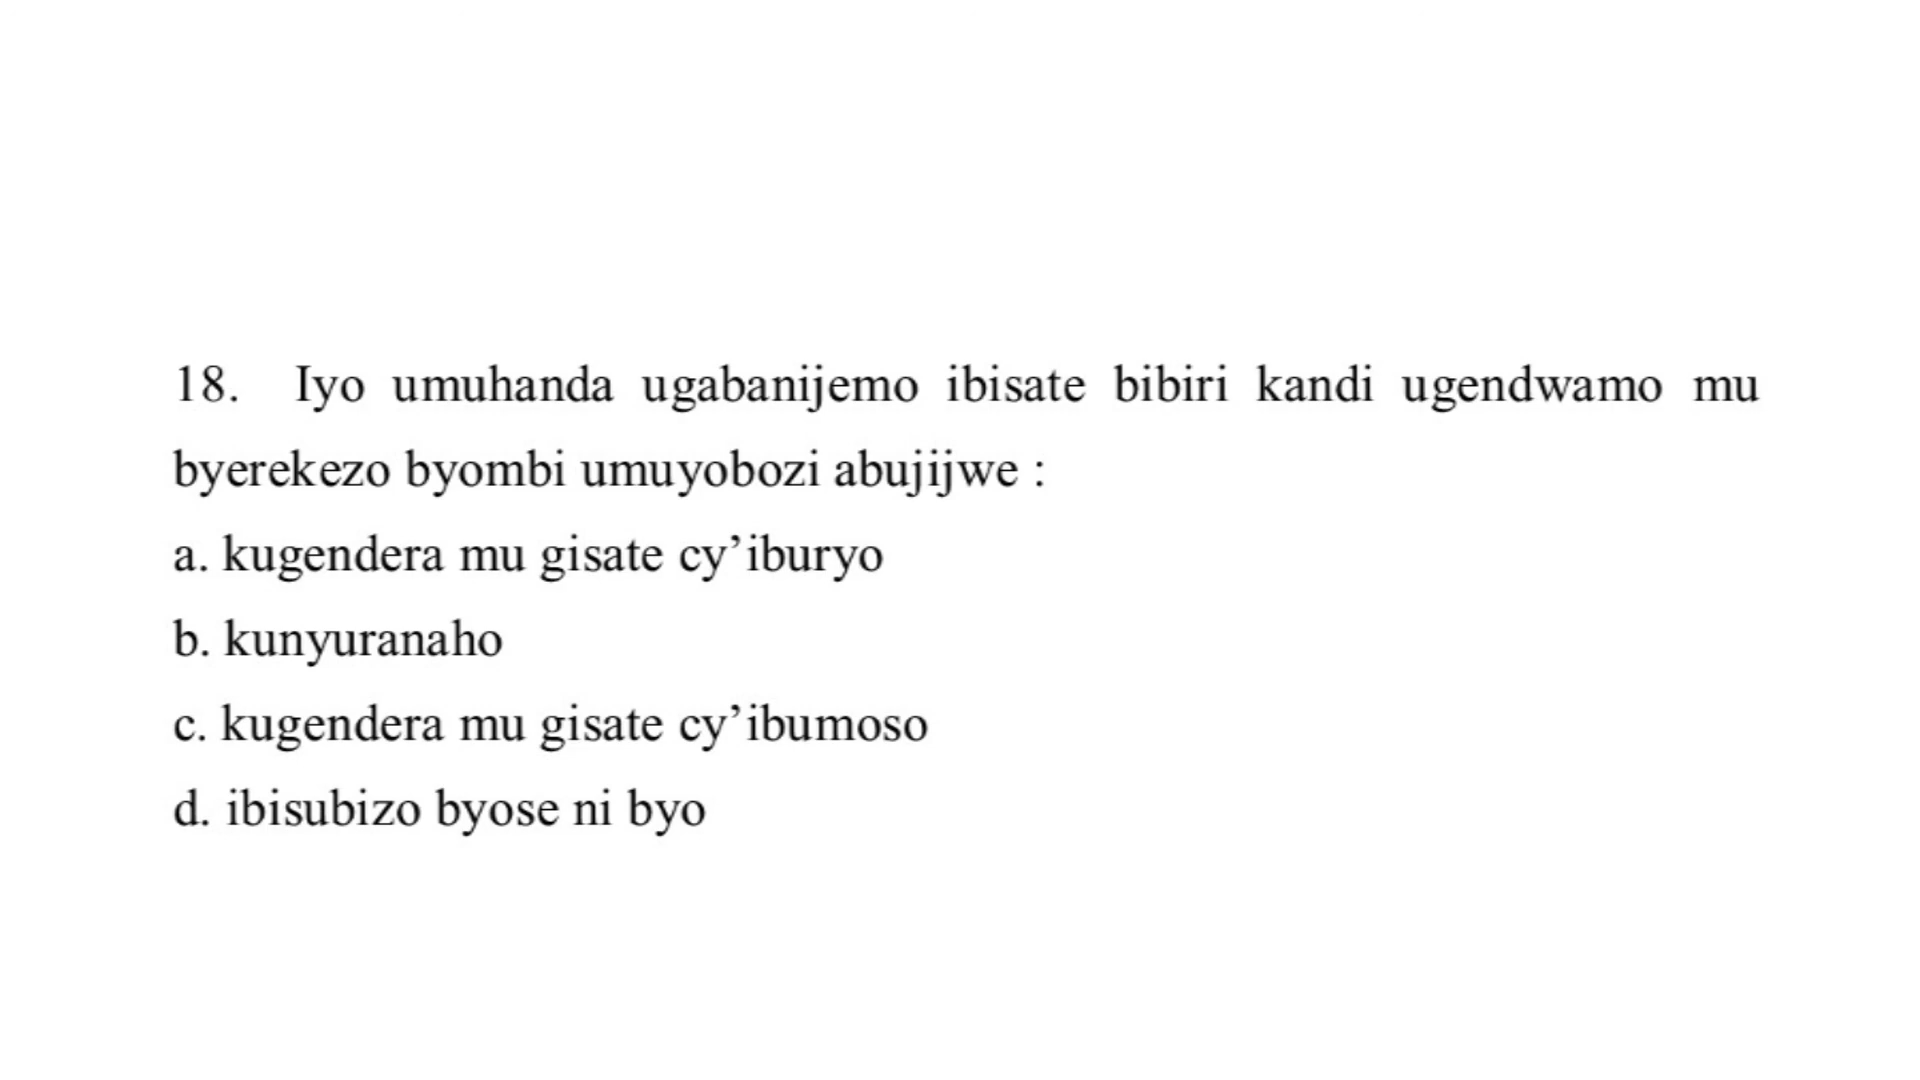 18. Iyo umuhanda ugabanijemo ibisate bibiri kandi ugendwamo mu
byerekezo byombi umuyobozi abujijwe :
a. kugendera mu gisate cy’iburyo
b. kunyuranaho
c. kugendera mu gisate cy’ibumoso
d. ibisubizo byose ni byo